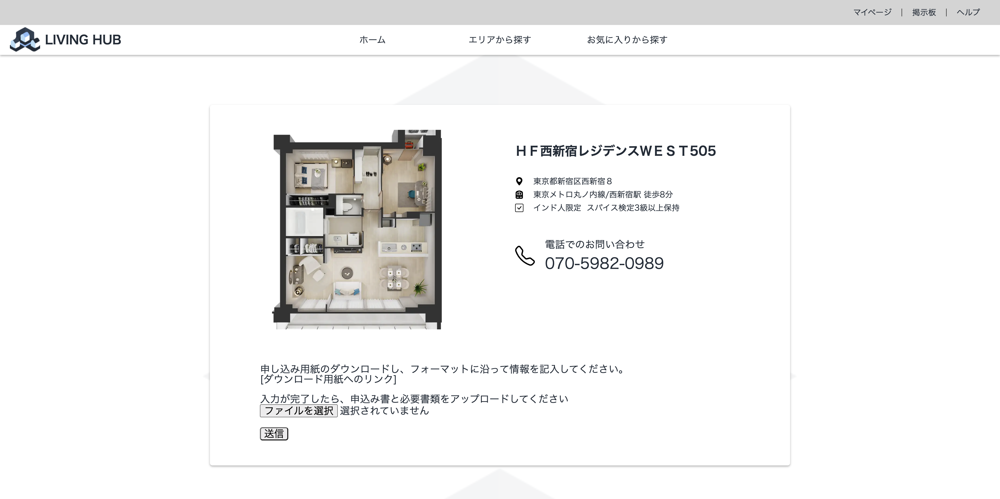 マイページ | 掲示板 | ヘルプ
LIVING HUB
ホーム エリアから探す お気に入りから探す
ＨＦ西新宿レジデンスＷＥＳＴ505
東京都新宿区西新宿８
東京メトロ丸ノ内線/西新宿駅 徒歩8分
インド人限定 スパイス検定3級以上保持
電話でのお問い合わせ
070-5982-0989
申し込み用紙のダウンロードし、フォーマットに沿って情報を記入してください。
[ダウンロード用紙へのリンク]
入力が完了したら、申込み書と必要書類をアップロードしてください
ファイルを選択 選択されていません
送信